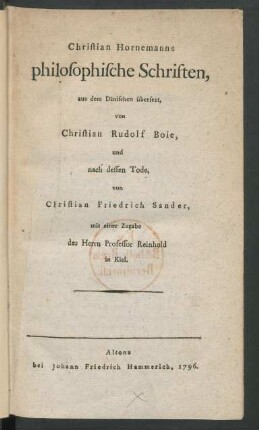 Chriſtian Hornemanns
philoſophiſche Schriften,
aus dem Däniſchen überſezt,
von
Chriſtian Rudolf Boie,
und
nach deſſen Tode,
von
Chriſtian Friedrich Sander,
mit einer Zugabe
des Herrn Profeſſor Reinhold
in Kiel.
Altona
bei Johann Friedrich Hammerich, 1796.